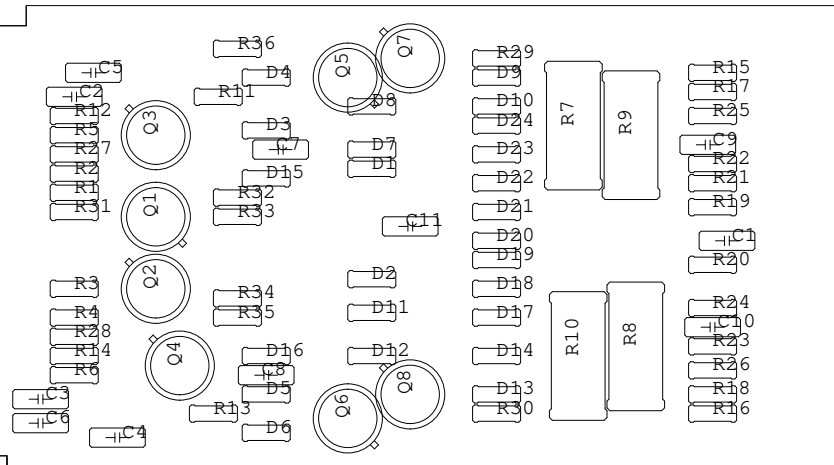 R36
Q7
Q5
R29
C5
D4
D9
R15
C2
R11
D8
D10
R17
R12
Q3
D3
D24
R7
R9
R25
R5
R27
C7
D7
D23
C9
R2
D15
D1
D22
R22
R1
R32
R21
R31
Q1
R33
D21
R19
C11
D20
C1
D19
R20
R3
Q2
R34
D2
D18
R4
R35
D11
D17
R24
R28
R10
R8
C10
R14
Q4
D16
D12
D14
R23
R6
C8
Q8
R26
C3
D5
D13
R18
C6
R13
Q6
R30
R16
C4
D6